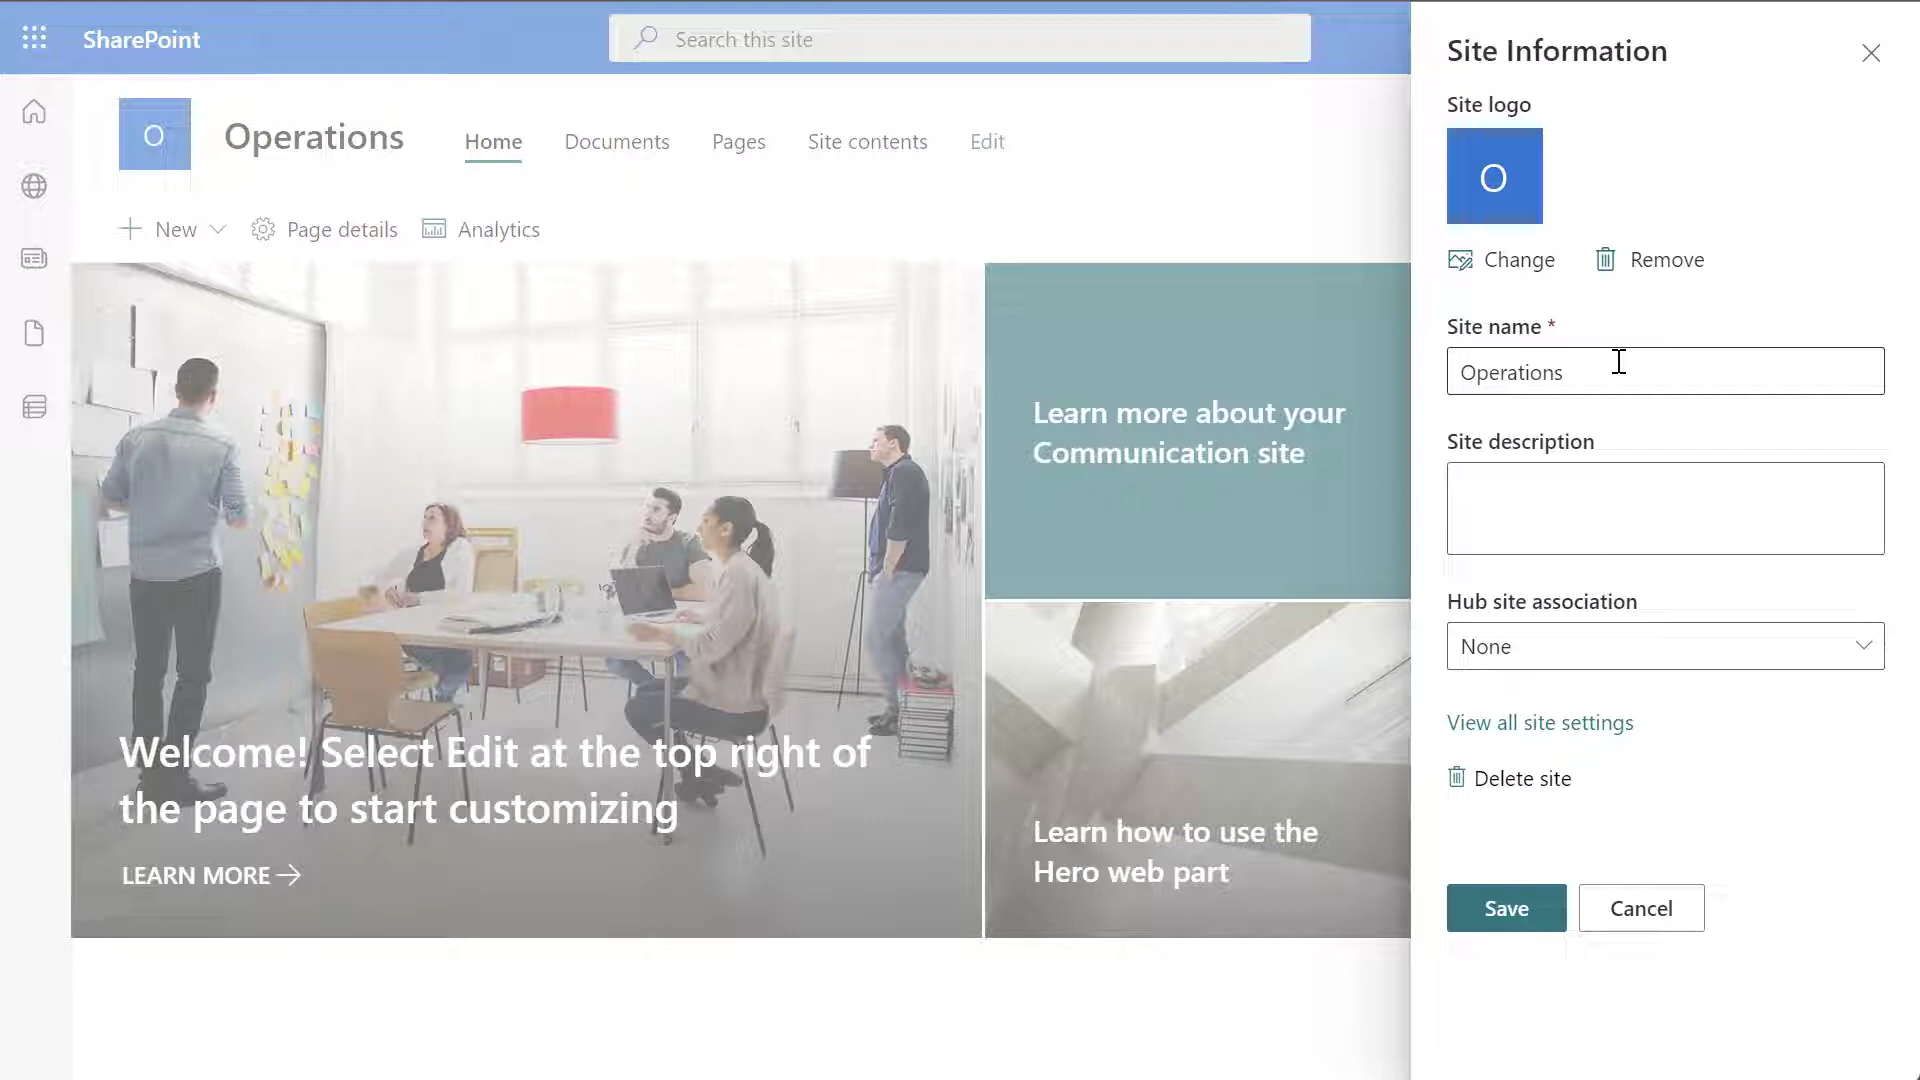 SharePoint
Search this site
O
Operations
Home
Documents
Pages
Site contents
Edit
New
Page details
Analytics
Welcome! Select Edit at the top right of
the page to start customizing
LEARN MORE
Learn more about your
Communication site
Learn how to use the
Hero web part
Site Information
Site logo
O
Change
Remove
Site name *
Operations
Site description
Hub site association
None
View all site settings
Delete site
Save
Cancel